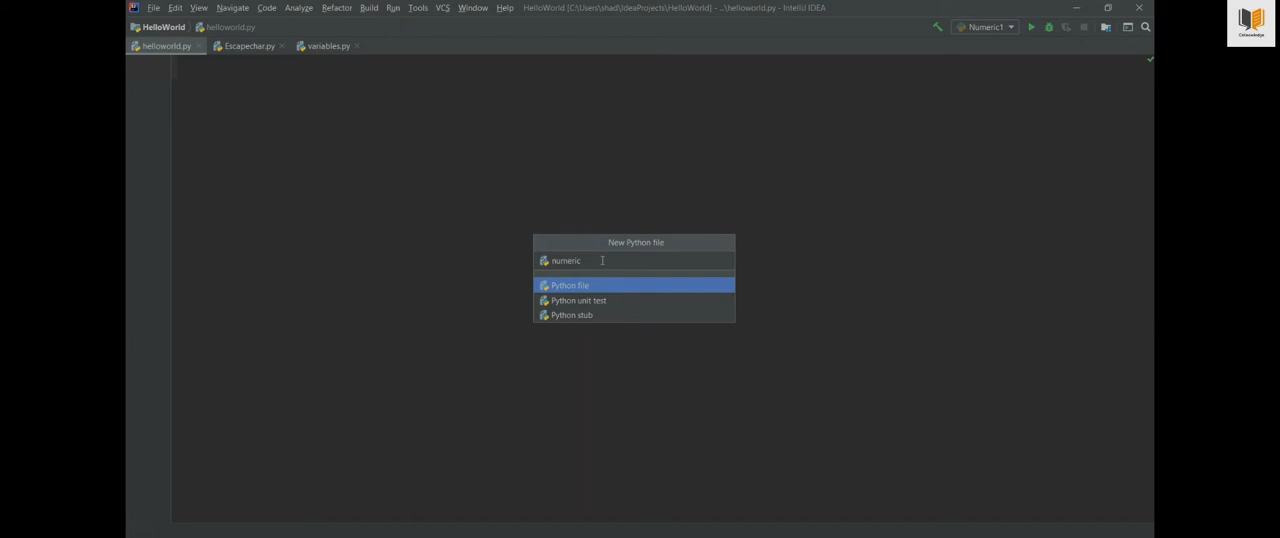 File Edit View Navigate Code Analyze Refactor Build Run Tools VCS Window Help HelloWorld [C:\Users\shad\IdeaProjects\HelloWorld] - ...\helloworld.py - IntelliJ IDEA
HelloWorld helloworld.py Numeric1
helloworld.py Escapechar.py variables.py
New Python file
numeric
Python file
Python unit test
Python stub